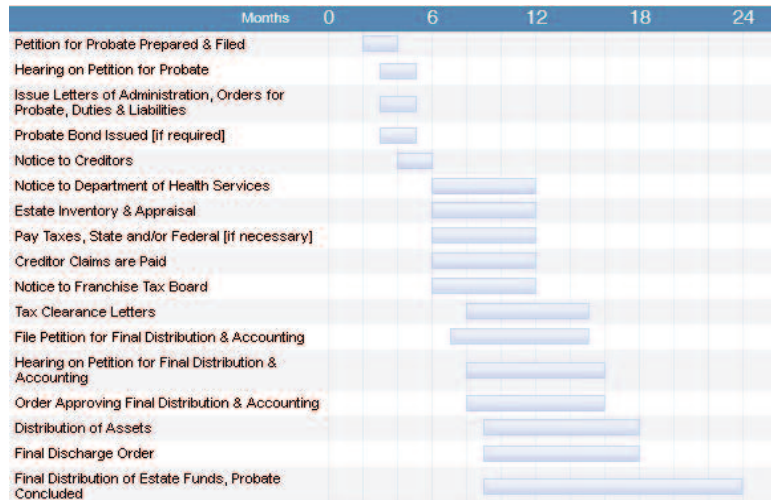 Months 0 6 12 18 24
Petition for Probate Prepared & Filed
Hearing on Petition for Probate
Issue Letters of Administration, Orders for
Probate, Duties & Liabilities
Probate Bond Issued [if required]
Notice to Creditors
Notice to Department of Health Services
Estate Inventory & Appraisal
Pay Taxes, State and/or Federal [if necessary]
Creditor Claims are Paid
Notice to Franchise Tax Board
Tax Clearance Letters
File Petition for Final Distribution & Accounting
Hearing on Petition for Final Distribution &
Accounting
Order Approving Final Distribution & Accounting
Distribution of Assets
Final Discharge Order
Final Distribution of Estate Funds, Probate
Concluded